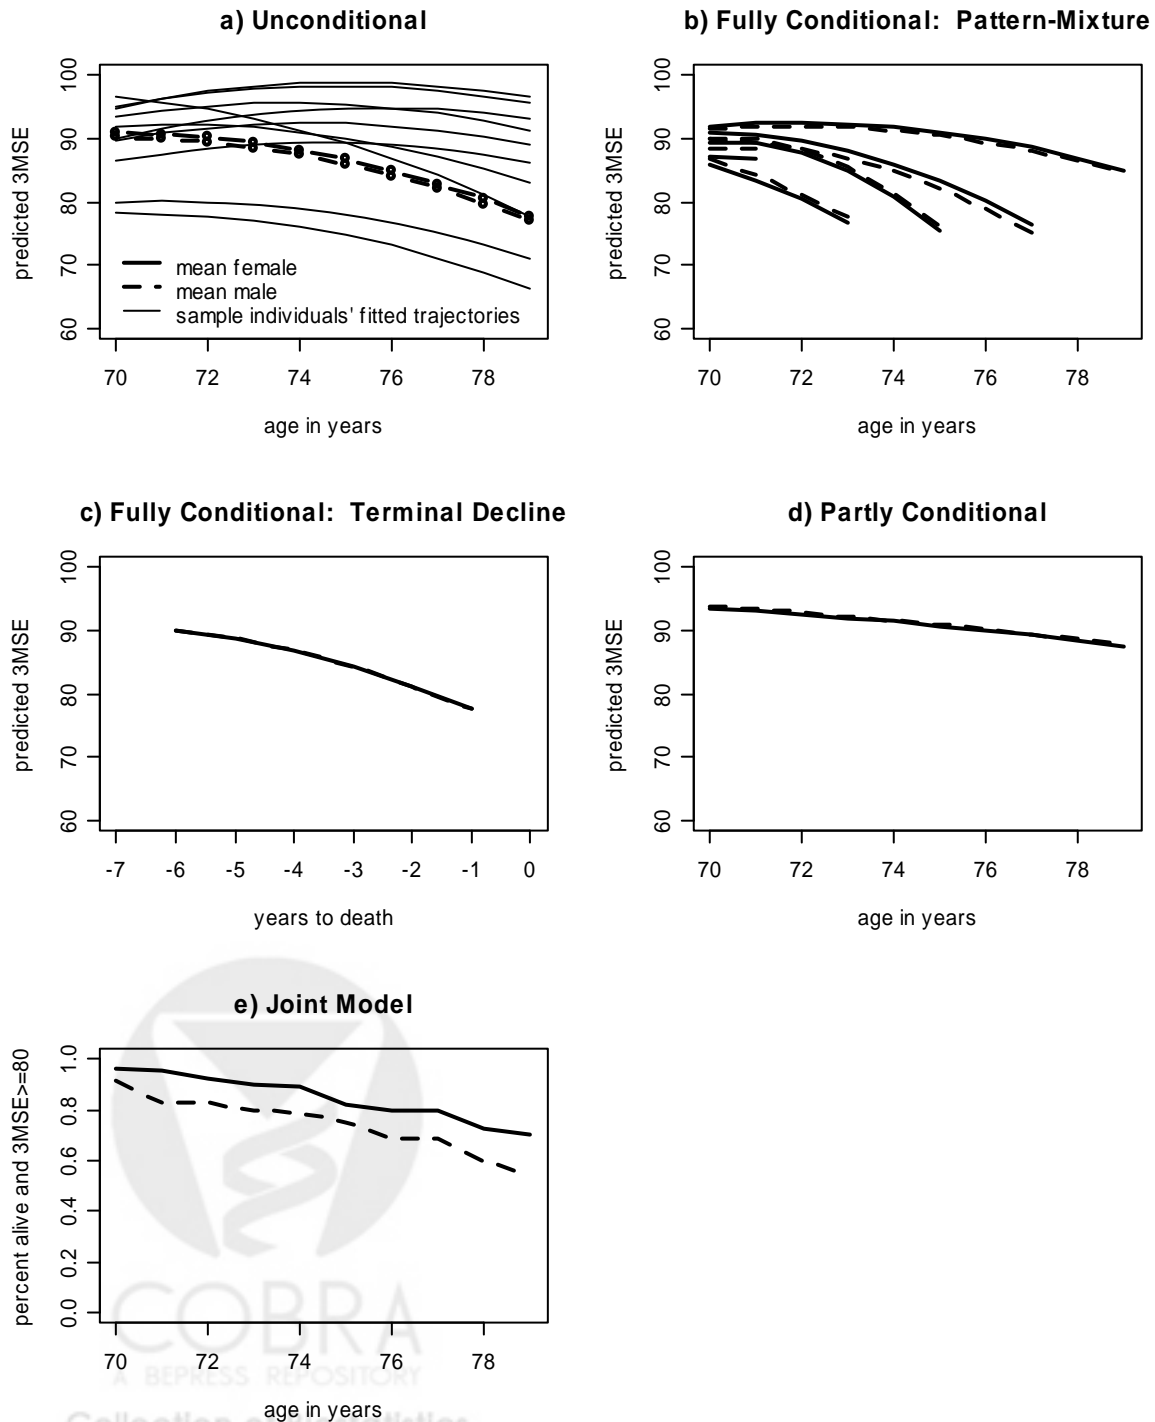 a) Unconditional
predicted 3MSE
100
90
80
70
60
mean female
mean male
sample individuals' fitted trajectories
70 72 74 76 78
age in years
b) Fully Conditional: Pattern-Mixture
predicted 3MSE
100
90
80
70
60
70 72 74 76 78
age in years
c) Fully Conditional: Terminal Decline
predicted 3MSE
100
90
80
70
60
-7 -6 -5 -4 -3 -2 -1 0
years to death
d) Partly Conditional
predicted 3MSE
100
90
80
70
60
70 72 74 76 78
age in years
e) Joint Model
percent alive and 3MSE>=80
1.0
0.8
0.6
0.4
0.2
0.0
70 72 74 76 78
age in years
COBRA
A BEPRESS REPOSITORY